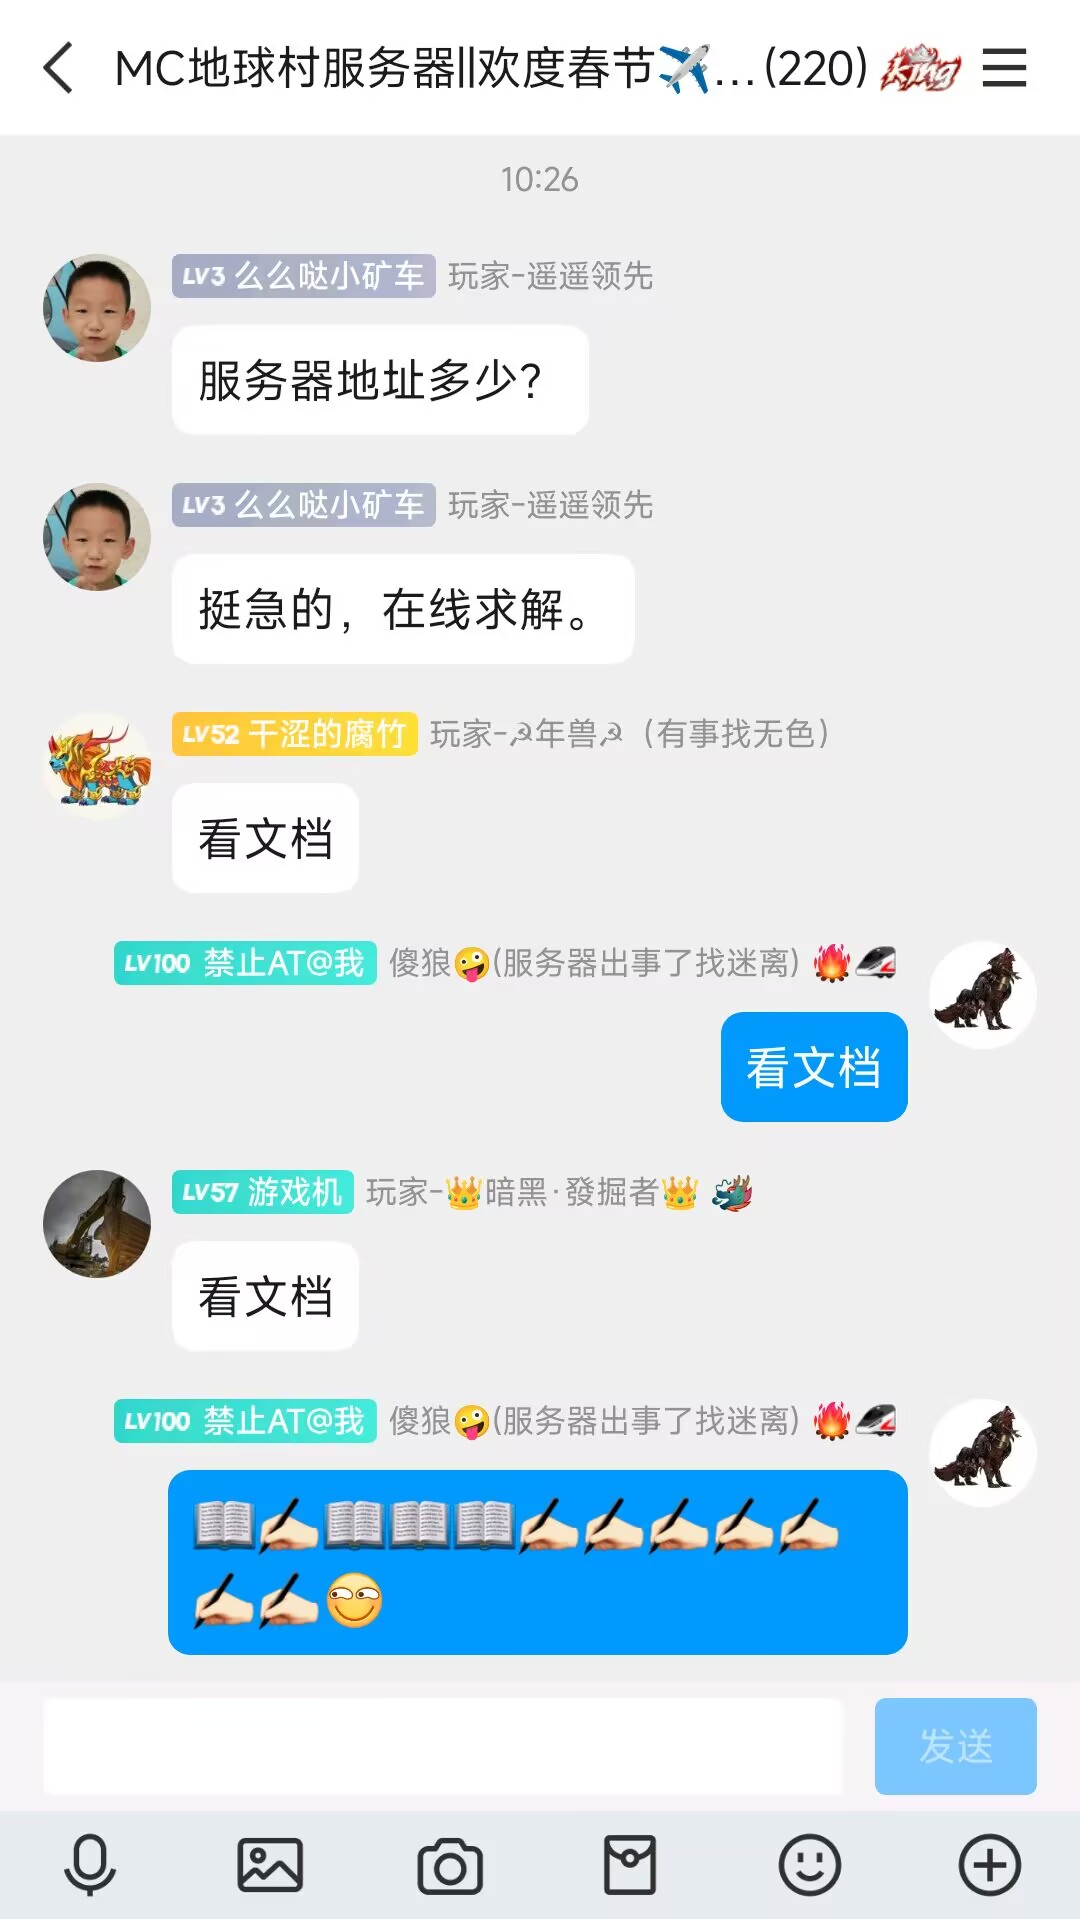 MC地球村服务器||欢度春节✈️...(220) king
10:26
LV3 么么哒小矿车 玩家-遥遥领先
服务器地址多少？
LV3 么么哒小矿车 玩家-遥遥领先
挺急的，在线求解。
LV52 干涩的腐竹 玩家-☭年兽☭（有事找无色）
看文档
LV100 禁止AT@我 傻狼🤪(服务器出事了找迷离) 🔥🚄
看文档
LV57 游戏机 玩家-👑暗黑·發掘者👑 🐲
看文档
LV100 禁止AT@我 傻狼🤪(服务器出事了找迷离) 🔥🚄
📖✍🏻📖📖📖✍🏻✍🏻✍🏻✍🏻✍🏻
✍🏻✍🏻
发送